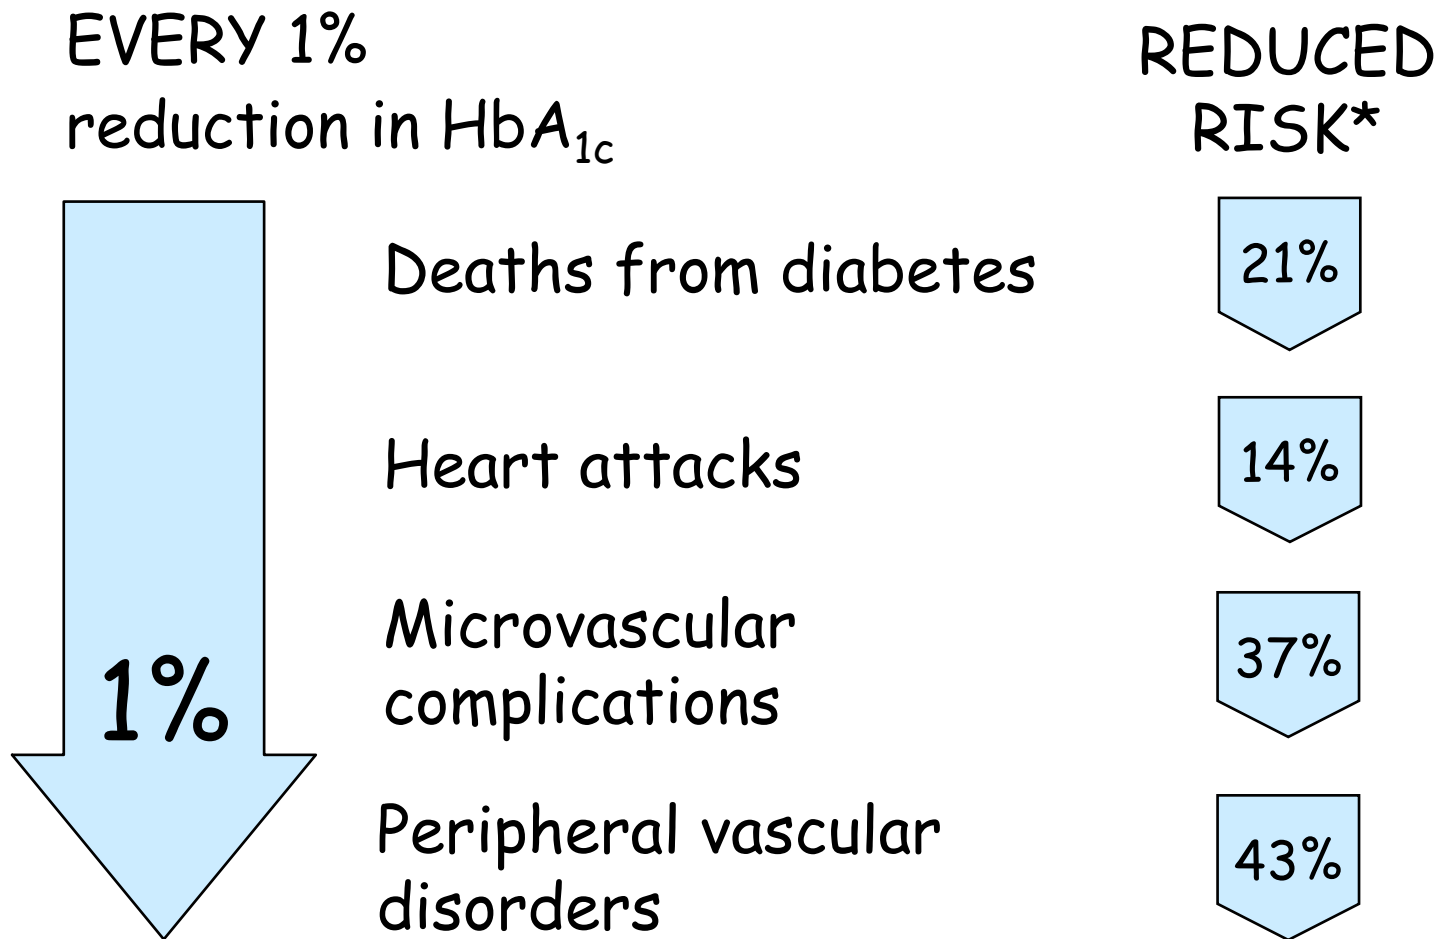 EVERY 1%
reduction in HbA1c
REDUCED
RISK*
Deaths from diabetes
21%
Heart attacks
14%
Microvascular
complications
37%
1%
Peripheral vascular
disorders
43%